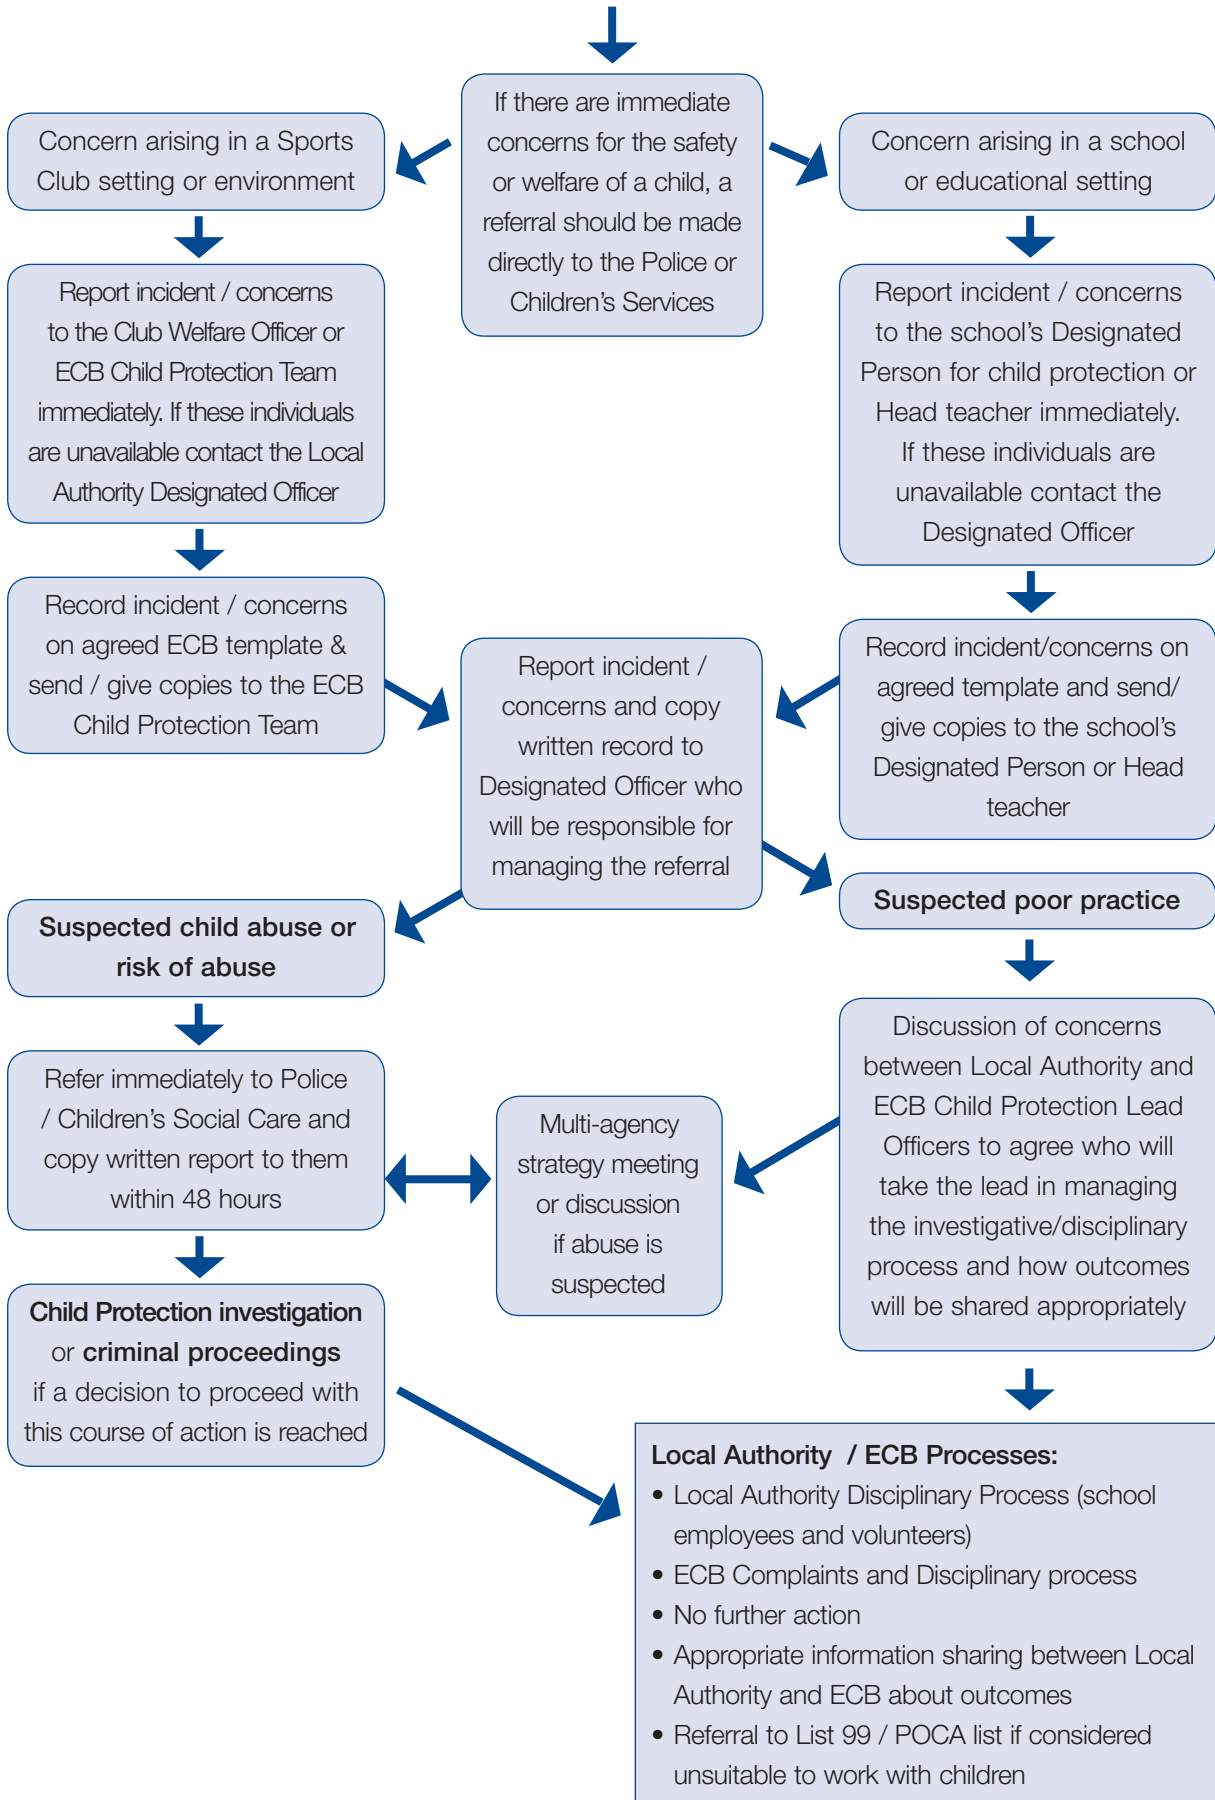 If there are immediate
concerns for the safety
or welfare of a child, a
referral should be made
directly to the Police or
Children’s Services
Concern arising in a Sports
Club setting or environment
Concern arising in a school
or educational setting
Report incident / concerns
to the Club Welfare Officer or
ECB Child Protection Team
immediately. If these individuals
are unavailable contact the Local
Authority Designated Officer
Report incident / concerns
to the school’s Designated
Person for child protection or
Head teacher immediately.
If these individuals are
unavailable contact the
Designated Officer
Record incident / concerns
on agreed ECB template &
send / give copies to the ECB
Child Protection Team
Record incident/concerns on
agreed template and send/
give copies to the school’s
Designated Person or Head
teacher
Report incident /
concerns and copy
written record to
Designated Officer who
will be responsible for
managing the referral
Suspected child abuse or
risk of abuse
Suspected poor practice
Refer immediately to Police
/ Children’s Social Care and
copy written report to them
within 48 hours
Multi-agency
strategy meeting
or discussion
if abuse is
suspected
Discussion of concerns
between Local Authority and
ECB Child Protection Lead
Officers to agree who will
take the lead in managing
the investigative/disciplinary
process and how outcomes
will be shared appropriately
Child Protection investigation
or criminal proceedings
if a decision to proceed with
this course of action is reached
Local Authority / ECB Processes:
• Local Authority Disciplinary Process (school
employees and volunteers)
• ECB Complaints and Disciplinary process
• No further action
• Appropriate information sharing between Local
Authority and ECB about outcomes
• Referral to List 99 / POCA list if considered
unsuitable to work with children